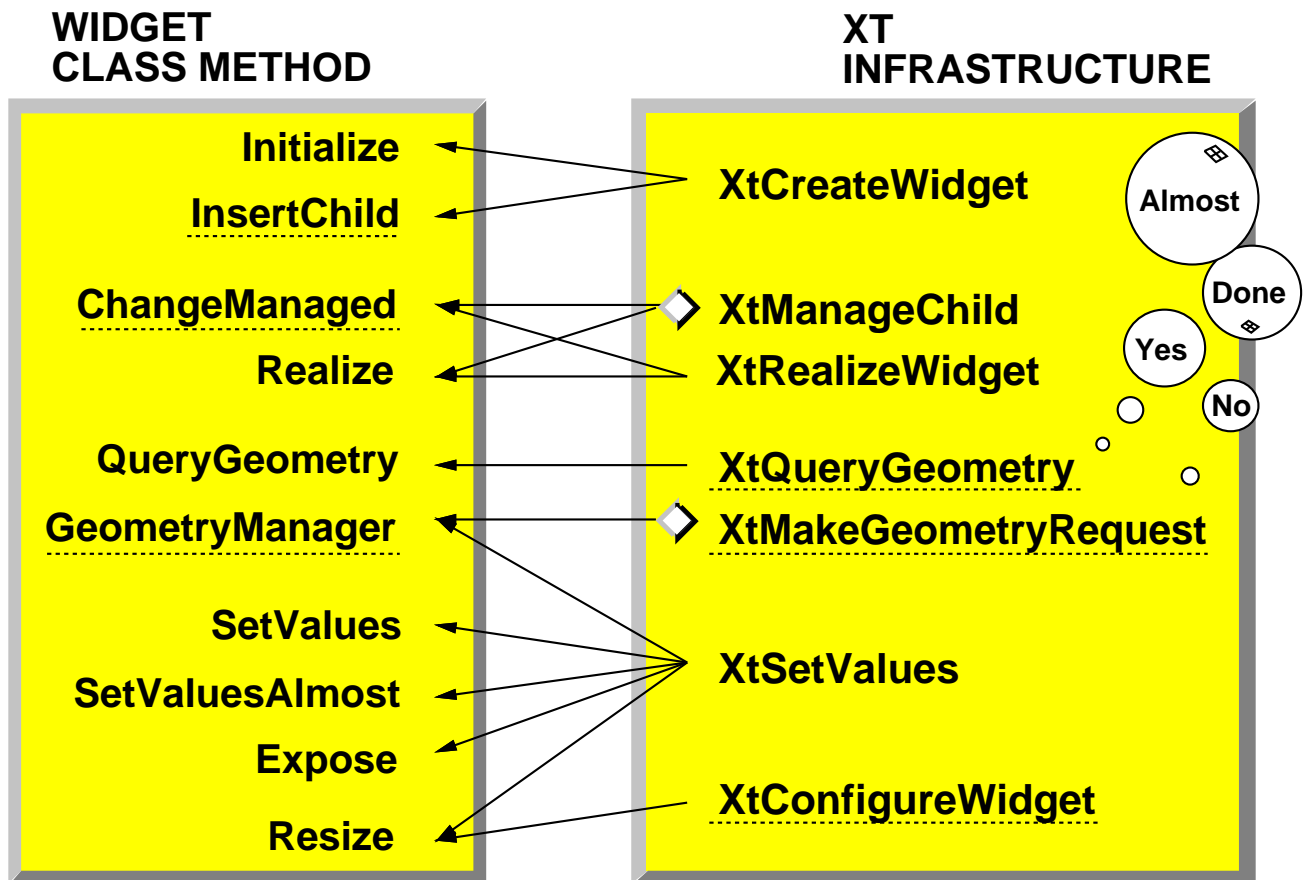 WIDGET
CLASS METHOD
XT
INFRASTRUCTURE
Initialize
InsertChild
ChangeManaged
Realize
QueryGeometry
GeometryManager
SetValues
SetValuesAlmost
Expose
Resize
XtCreateWidget
XtManageChild
XtRealizeWidget
XtQueryGeometry
XtMakeGeometryRequest
XtSetValues
XtConfigureWidget
Almost
Done
Yes
No